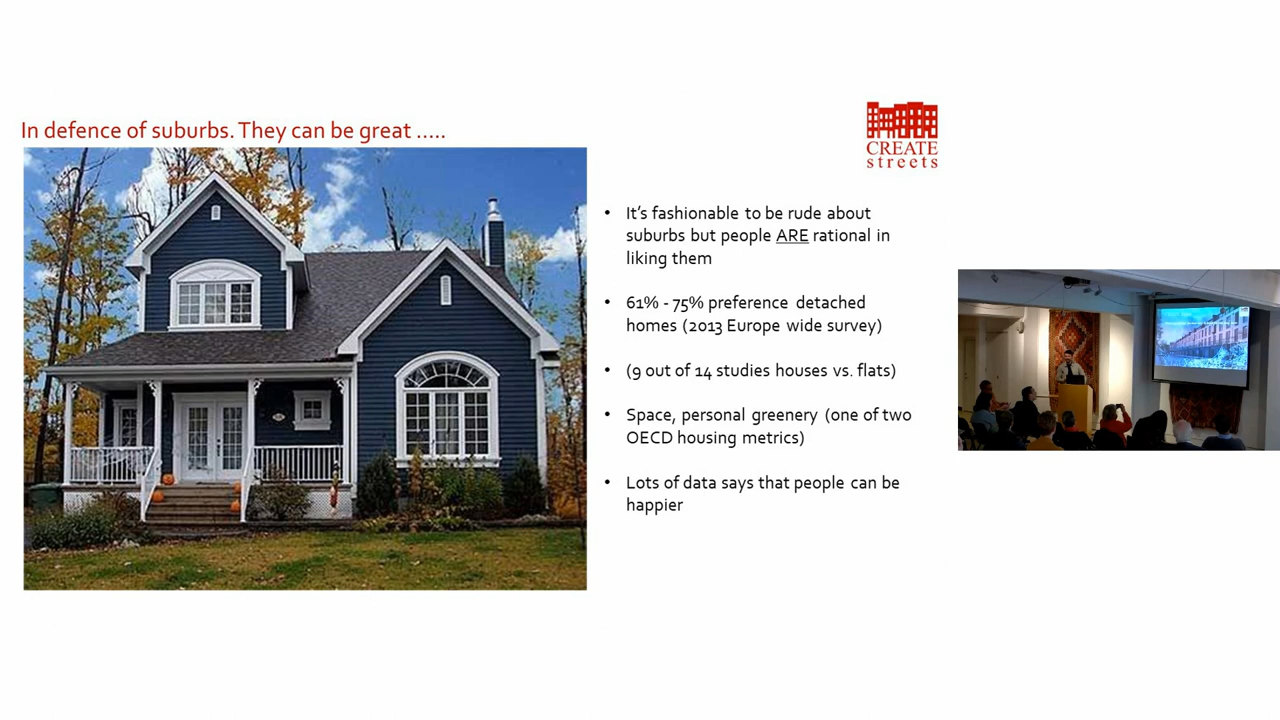 In defence of suburbs. They can be great .....
CREATE
streets
• It’s fashionable to be rude about
suburbs but people ARE rational in
liking them
• 61% - 75% preference detached
homes (2013 Europe wide survey)
• (9 out of 14 studies houses vs. flats)
• Space, personal greenery (one of two
OECD housing metrics)
• Lots of data says that people can be
happier